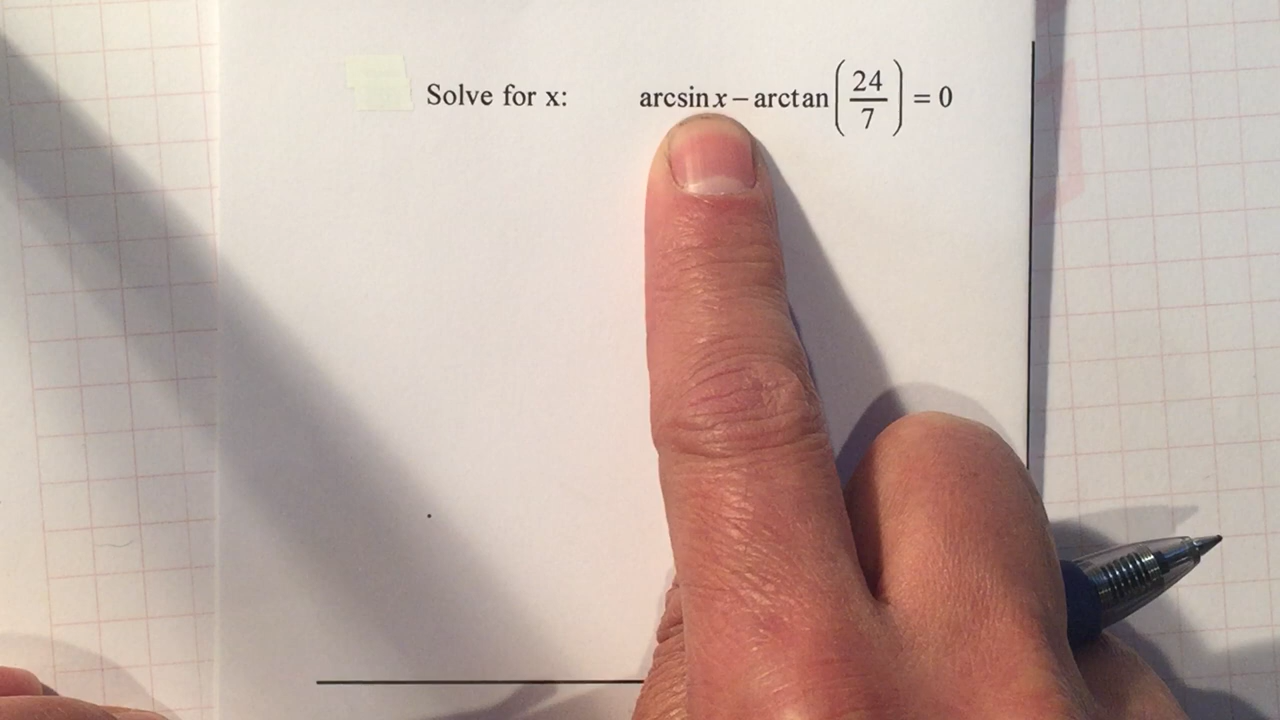 Solve for x: arcsin x − arctan(24/7) = 0